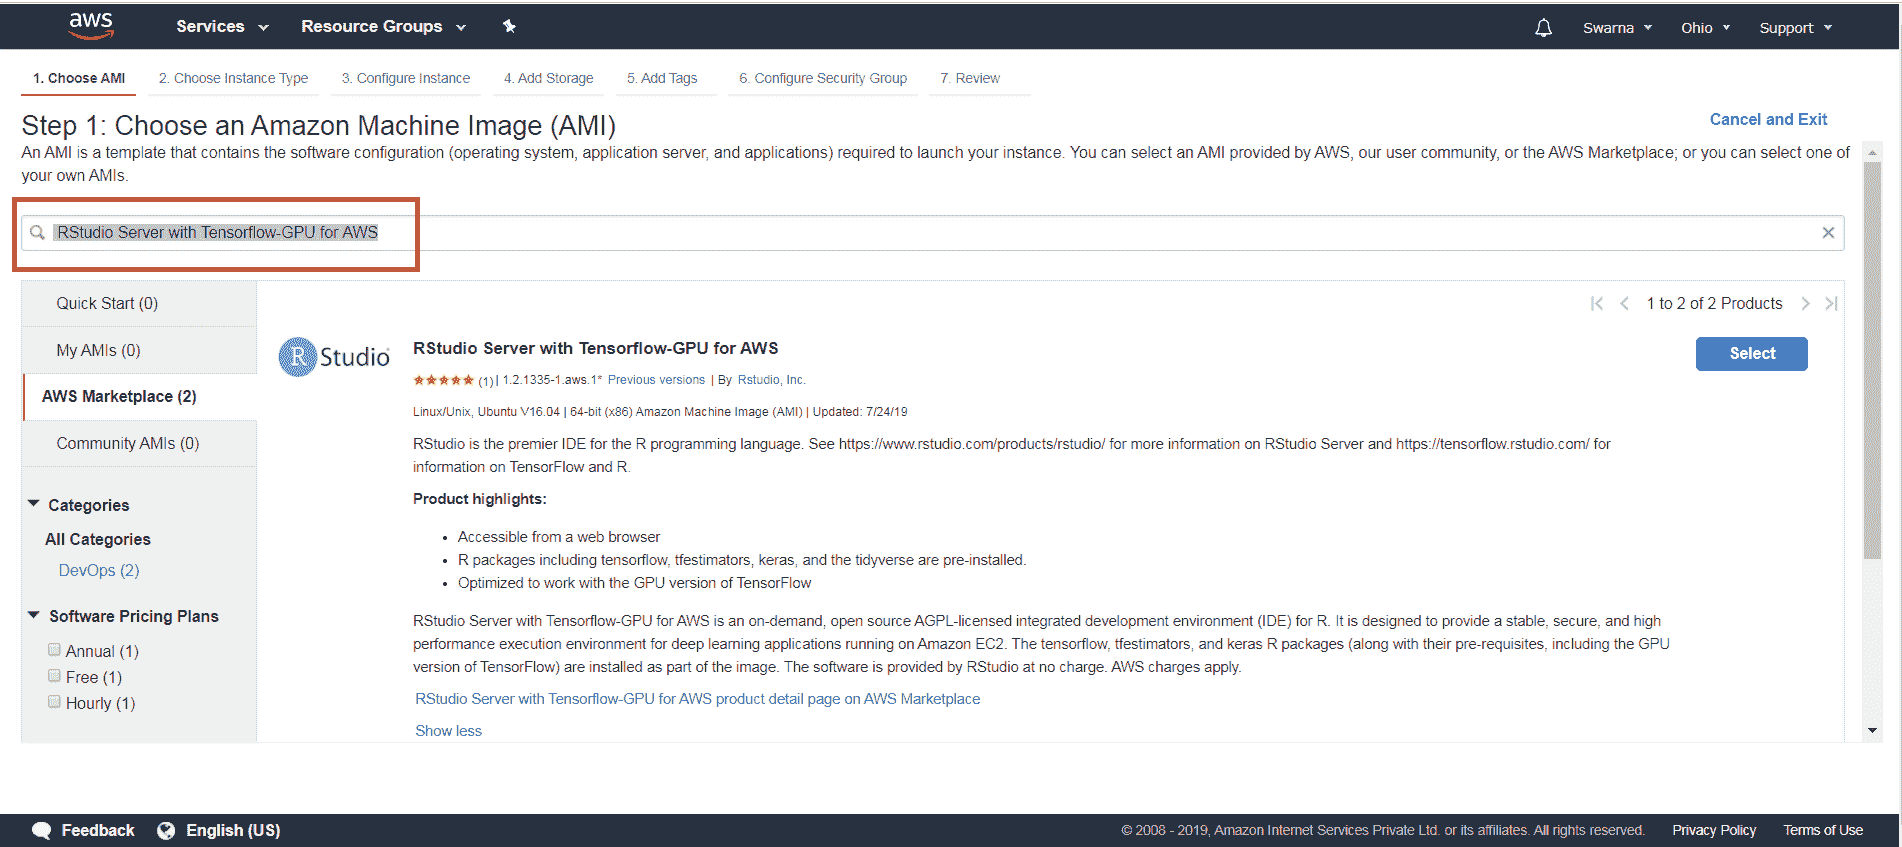 aws Services Resource Groups Swarna Ohio Support
1. Choose AMI 2. Choose Instance Type 3. Configure Instance 4. Add Storage 5. Add Tags 6. Configure Security Group 7. Review
Step 1: Choose an Amazon Machine Image (AMI)
Cancel and Exit
An AMI is a template that contains the software configuration (operating system, application server, and applications) required to launch your instance. You can select an AMI provided by AWS, our user community, or the AWS Marketplace; or you can select one of
your own AMIs.
RStudio Server with Tensorflow-GPU for AWS
Quick Start (0)
My AMIs (0)
AWS Marketplace (2)
Community AMIs (0)
Categories
All Categories
DevOps (2)
Software Pricing Plans
Annual (1)
Free (1)
Hourly (1)
1 to 2 of 2 Products
R Studio
RStudio Server with Tensorflow-GPU for AWS
Select
(1) | 1.2.1335-1.aws.1* Previous versions | By Rstudio, Inc.
Linux/Unix, Ubuntu V16.04 | 64-bit (x86) Amazon Machine Image (AMI) | Updated: 7/24/19
RStudio is the premier IDE for the R programming language. See https://www.rstudio.com/products/rstudio/ for more information on RStudio Server and https://tensorflow.rstudio.com/ for
information on TensorFlow and R.
Product highlights:
• Accessible from a web browser
• R packages including tensorflow, tfestimators, keras, and the tidyverse are pre-installed.
• Optimized to work with the GPU version of TensorFlow
RStudio Server with Tensorflow-GPU for AWS is an on-demand, open source AGPL-licensed integrated development environment (IDE) for R. It is designed to provide a stable, secure, and high
performance execution environment for deep learning applications running on Amazon EC2. The tensorflow, tfestimators, and keras R packages (along with their pre-requisites, including the GPU
version of TensorFlow) are installed as part of the image. The software is provided by RStudio at no charge. AWS charges apply.
RStudio Server with Tensorflow-GPU for AWS product detail page on AWS Marketplace
Show less
Feedback English (US) © 2008 - 2019, Amazon Internet Services Private Ltd. or its affiliates. All rights reserved. Privacy Policy Terms of Use